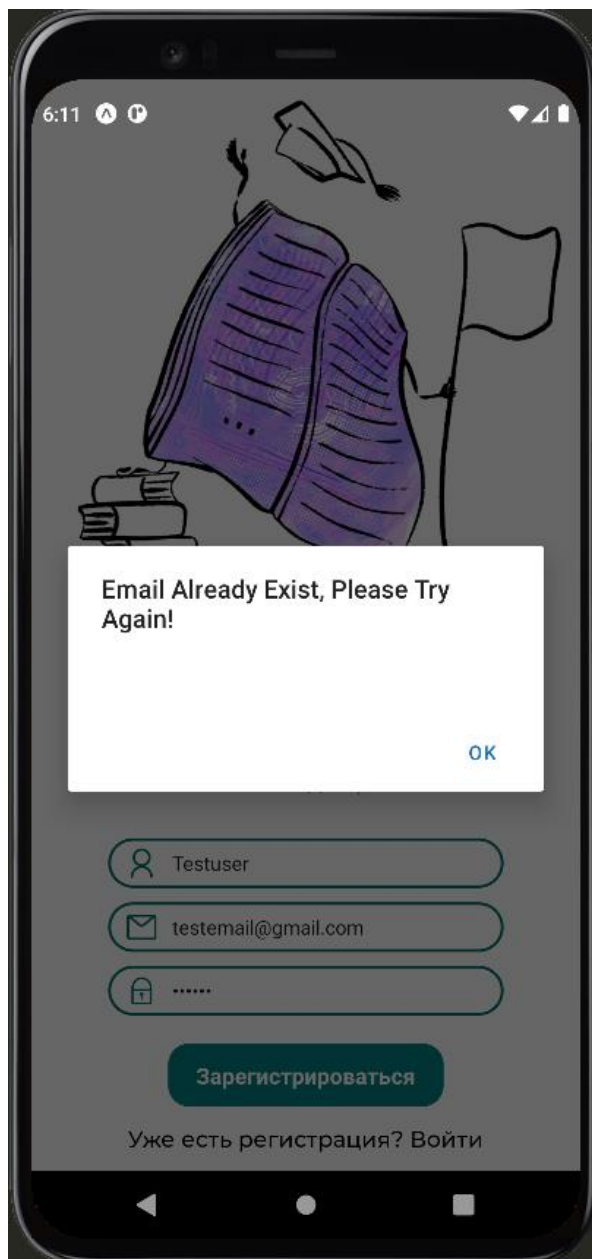 6:11
Email Already Exist, Please Try
Again!
OK
Testuser
testemail@gmail.com
••••••
Зарегистрироваться
Уже есть регистрация? Войти